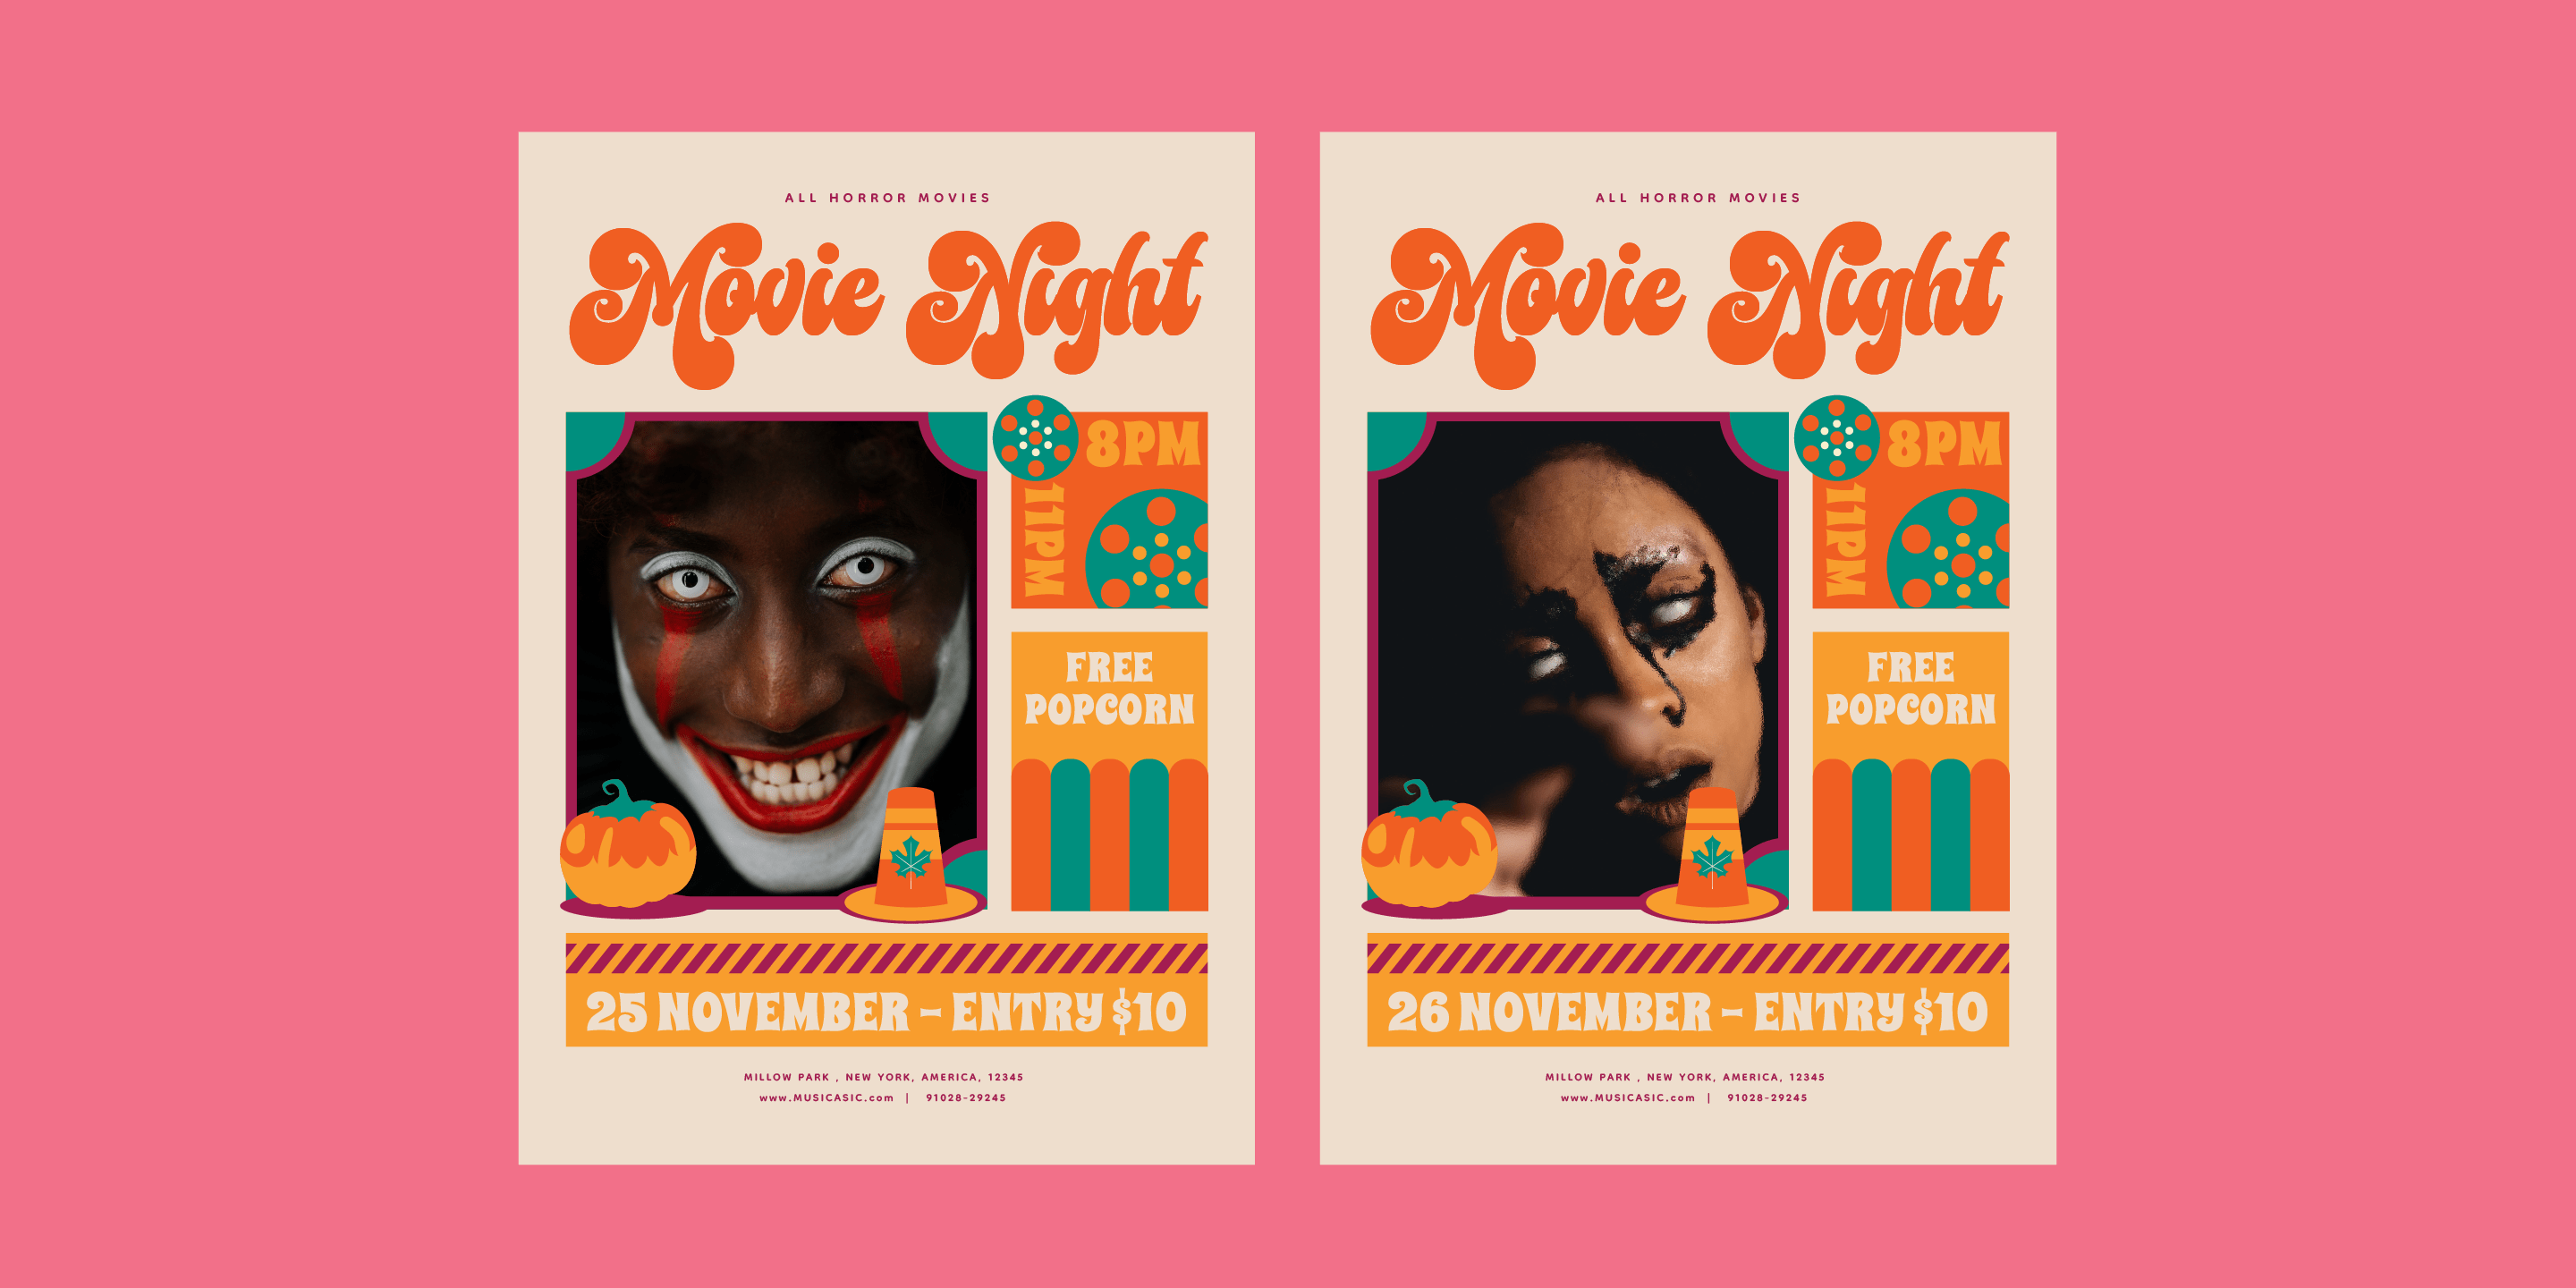 ALL HORROR MOVIES
Movie Night
8PM
11PM
FREE
POPCORN
25 NOVEMBER - ENTRY $10
MILLOW PARK , NEW YORK, AMERICA, 12345
www.MUSICASIC.com | 91028-29245
ALL HORROR MOVIES
Movie Night
8PM
11PM
FREE
POPCORN
26 NOVEMBER - ENTRY $10
MILLOW PARK , NEW YORK, AMERICA, 12345
www.MUSICASIC.com | 91028-29245